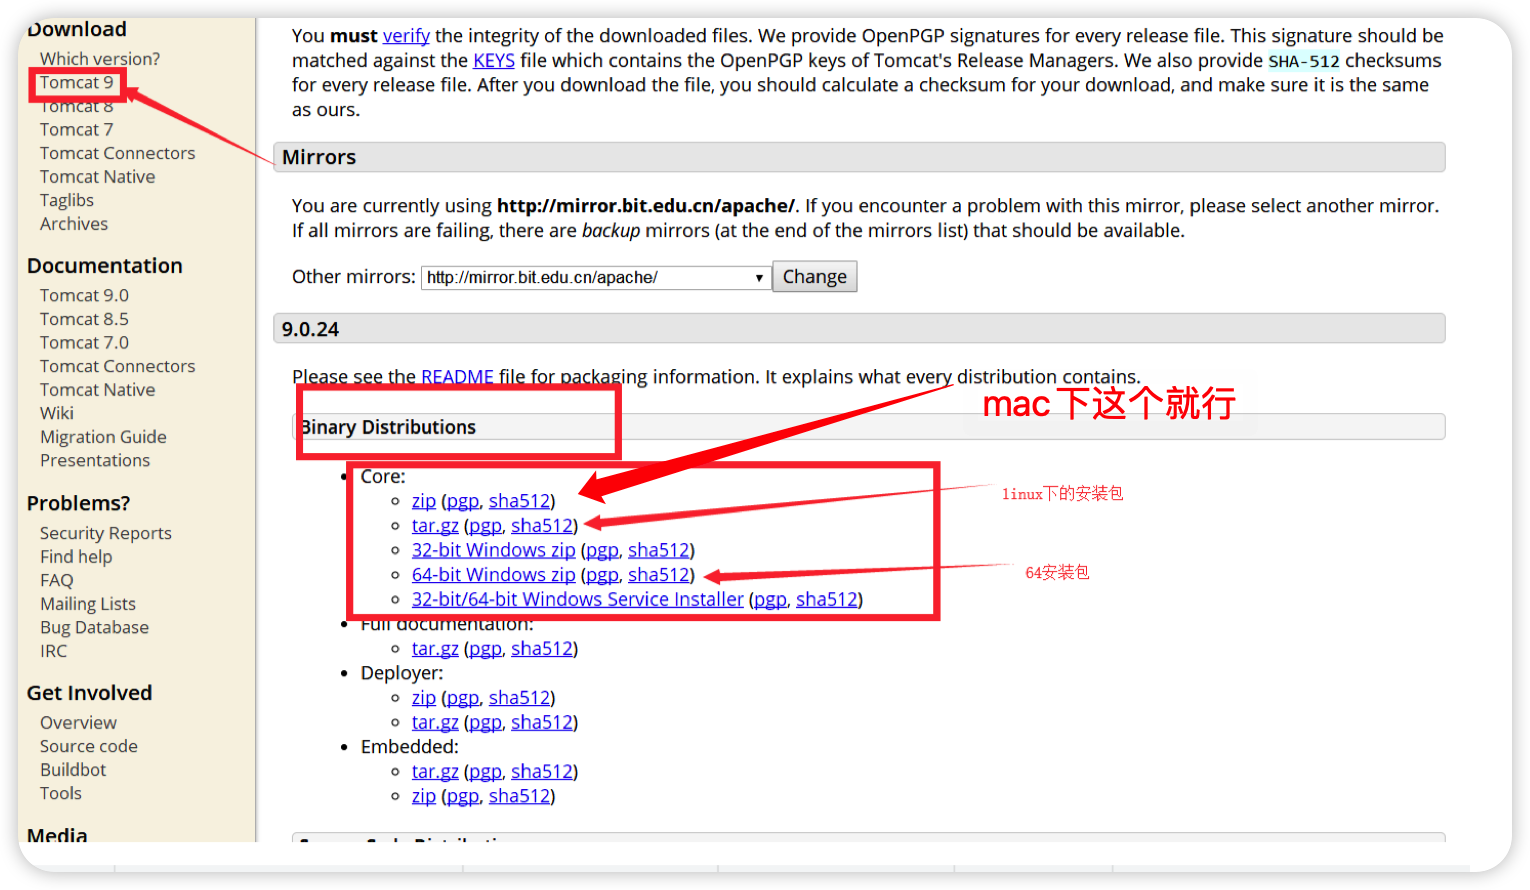 Download
Which version?
Tomcat 9
Tomcat 8
Tomcat 7
Tomcat Connectors
Tomcat Native
Taglibs
Archives
Documentation
Tomcat 9.0
Tomcat 8.5
Tomcat 7.0
Tomcat Connectors
Tomcat Native
Wiki
Migration Guide
Presentations
Problems?
Security Reports
Find help
FAQ
Mailing Lists
Bug Database
IRC
Get Involved
Overview
Source code
Buildbot
Tools
Media
You must verify the integrity of the downloaded files. We provide OpenPGP signatures for every release file. This signature should be
matched against the KEYS file which contains the OpenPGP keys of Tomcat's Release Managers. We also provide SHA-512 checksums
for every release file. After you download the file, you should calculate a checksum for your download, and make sure it is the same
as ours.
Mirrors
You are currently using http://mirror.bit.edu.cn/apache/. If you encounter a problem with this mirror, please select another mirror.
If all mirrors are failing, there are backup mirrors (at the end of the mirrors list) that should be available.
Other mirrors: http://mirror.bit.edu.cn/apache/ Change
9.0.24
Please see the README file for packaging information. It explains what every distribution contains.
mac下这个就行
Binary Distributions
Core:
zip (pgp, sha512)
linux下的安装包
tar.gz (pgp, sha512)
32-bit Windows zip (pgp, sha512)
64-bit Windows zip (pgp, sha512)
64安装包
32-bit/64-bit Windows Service Installer (pgp, sha512)
Full documentation:
tar.gz (pgp, sha512)
Deployer:
zip (pgp, sha512)
tar.gz (pgp, sha512)
Embedded:
tar.gz (pgp, sha512)
zip (pgp, sha512)